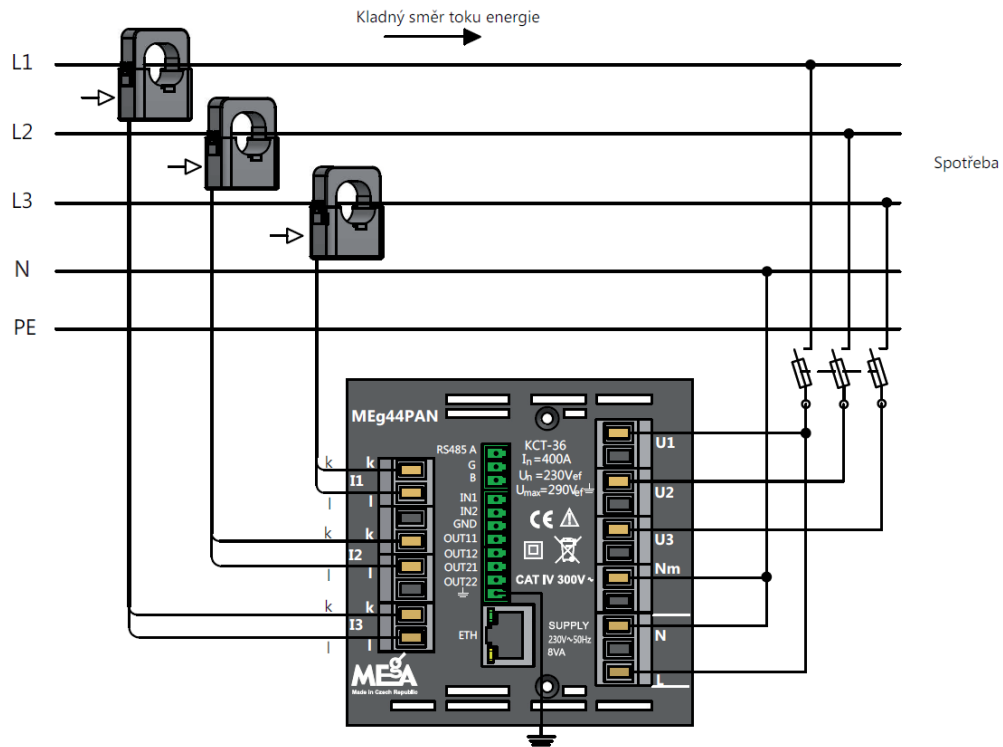 Kladný směr toku energie
L1
L2
Spotřeba
L3
N
PE
MEg44PAN
RS485 A
G
B
IN1
IN2
GND
OUT11
OUT12
OUT21
OUT22
KCT-36
In=400A
Un =230Vef
Umax=290Vef
CE
CAT IV 300V~
k k
I1
l l
k k
I2
l l
k k
I3
l l
ETH
SUPPLY
230V~50Hz
8VA
U1
U2
U3
Nm
N
L
MEgA
Made in Czech Republic